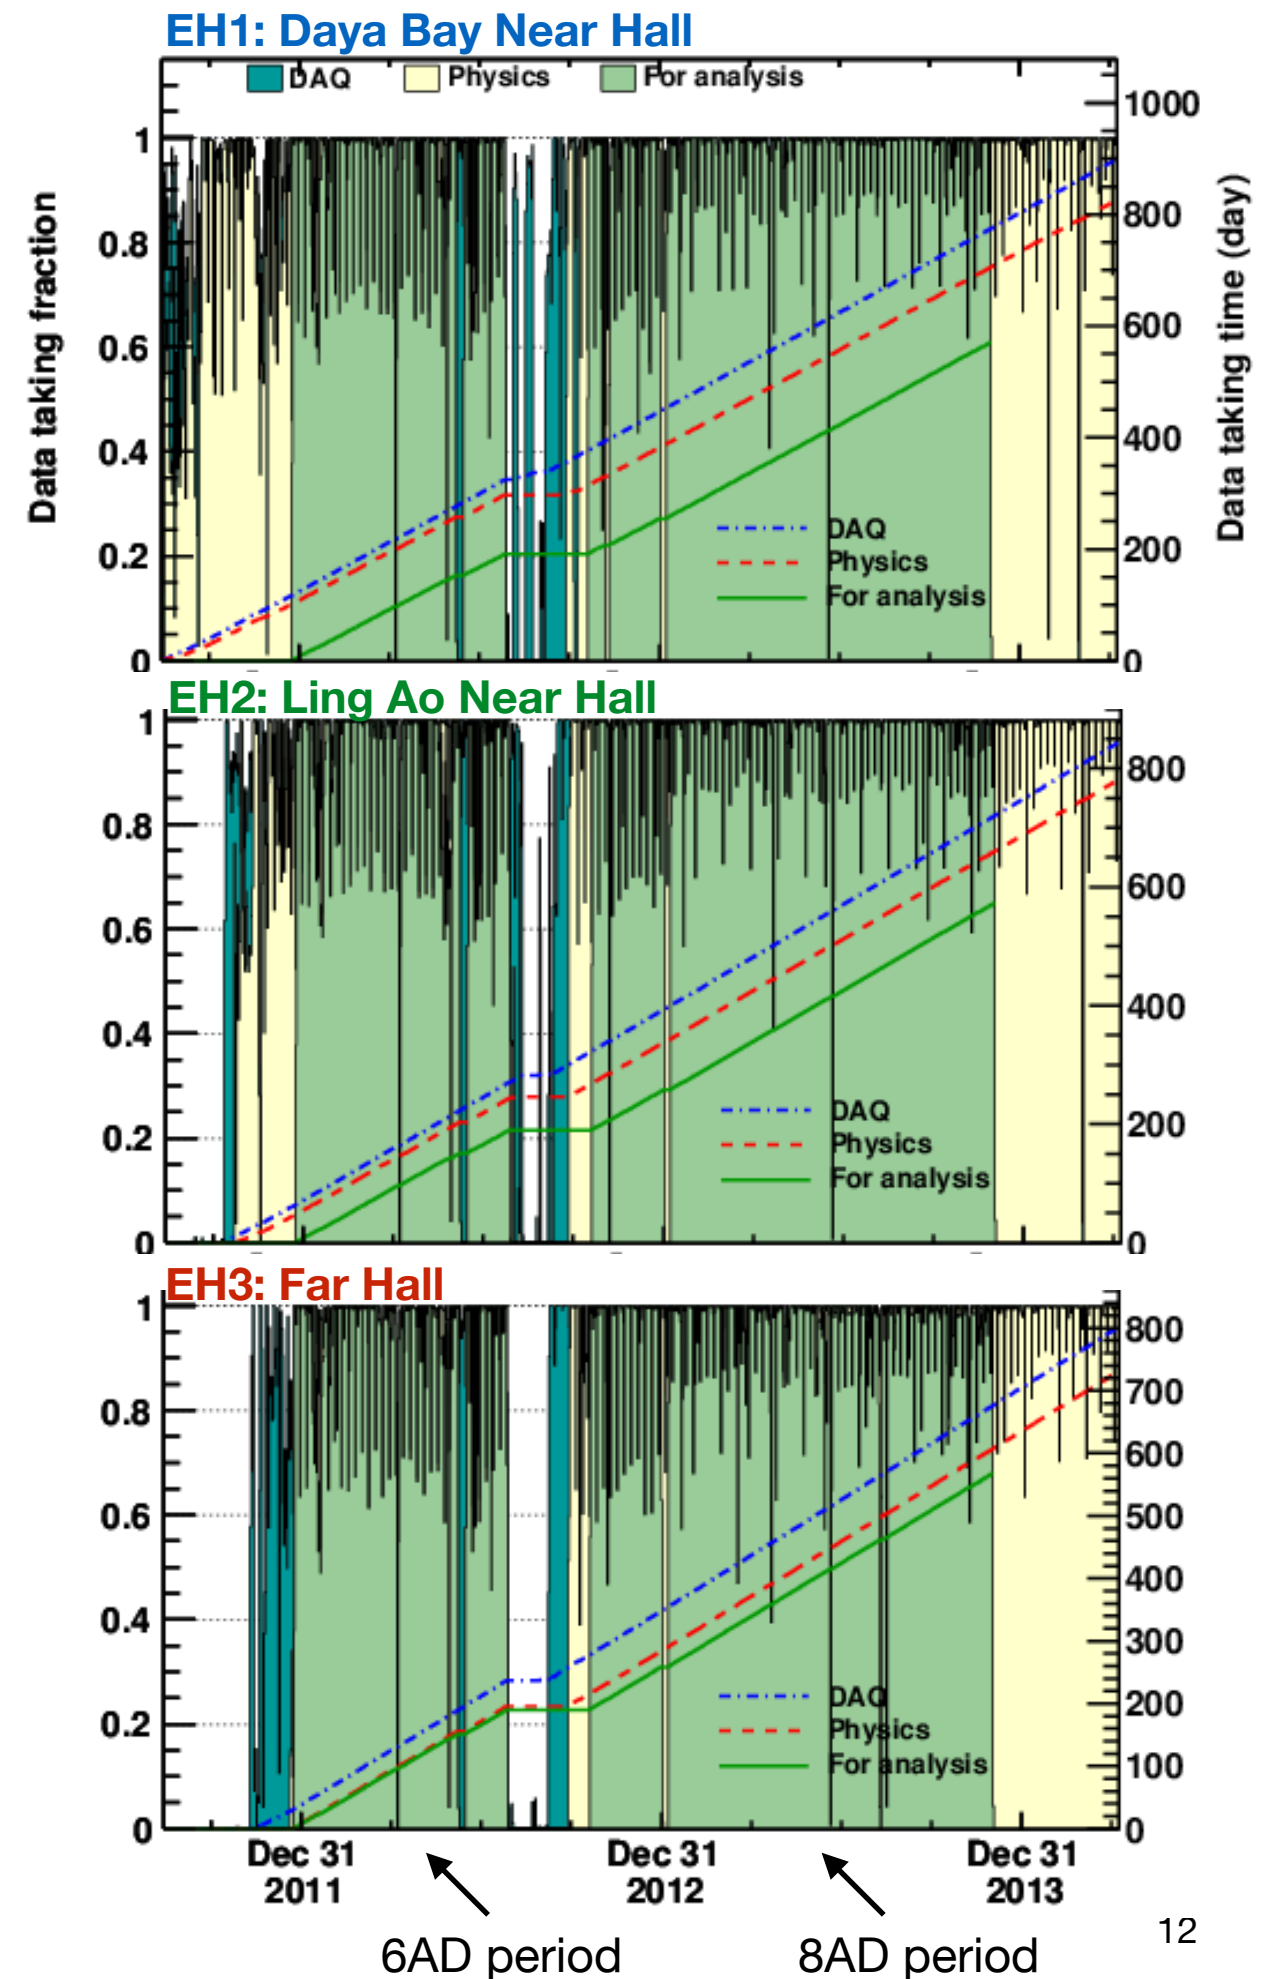 EH1: Daya Bay Near Hall
DAQ Physics For analysis
Data taking fraction
1
0.8
0.6
0.4
0.2
0
1000
800
600
400
200
0
Data taking time (day)
DAQ
Physics
For analysis
EH2: Ling Ao Near Hall
1
0.8
0.6
0.4
0.2
0
800
600
400
200
0
DAQ
Physics
For analysis
EH3: Far Hall
1
0.8
0.6
0.4
0.2
0
800
700
600
500
400
300
200
100
0
DAQ
Physics
For analysis
Dec 31 Dec 31 Dec 31
2011 2012 2013
6AD period 8AD period
12